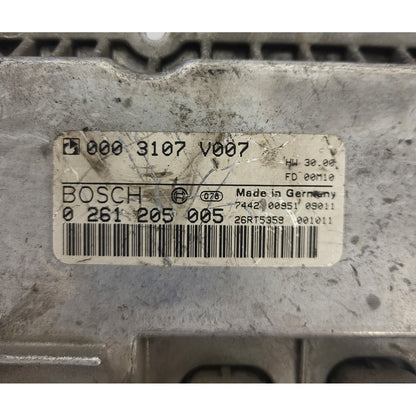 000 3107 V007
HW 30.00
FD 00M10
BOSCH 026 Made in Germany
7442 00951 09011
0 261 205 005 26RT5359 001011